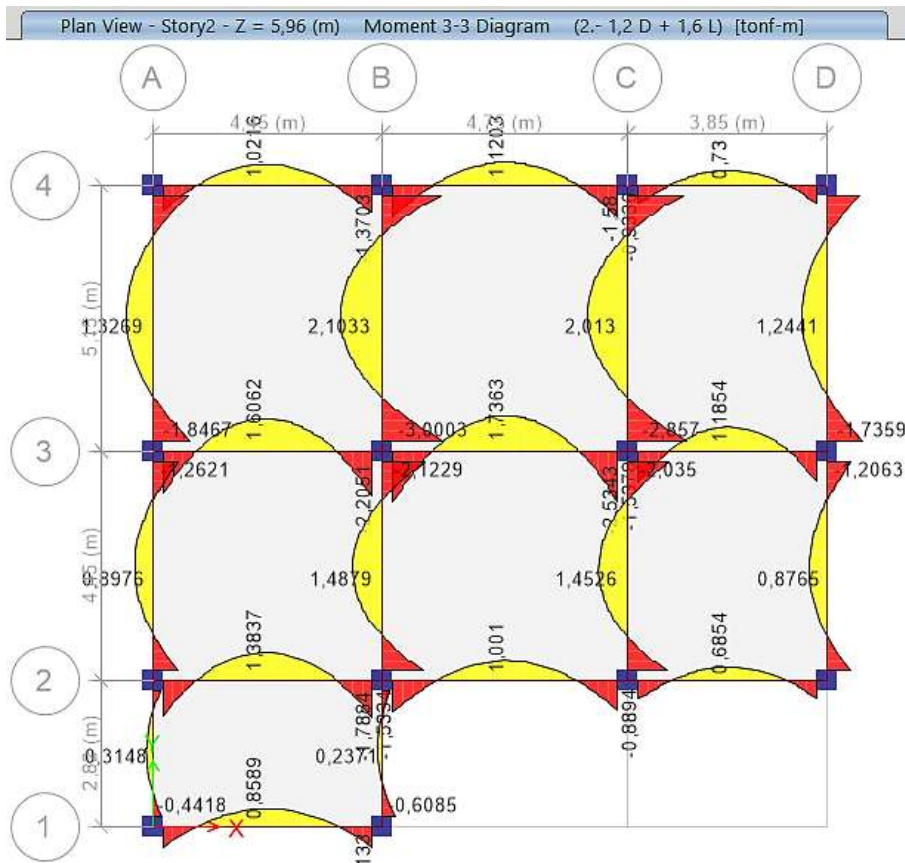 Plan View - Story2 - Z = 5,96 (m) Moment 3-3 Diagram (2.- 1,2 D + 1,6 L) [tonf-m]
A B C D
3,85 (m)
1,0216 1,1203 0,73
4
-1,3703 -1,58
1,3269 2,1033 2,013 1,2441
-1,8467 -3,0003 -2,857 -1,7359
1,6062 1,7363 1,1854
3
-1,2621 -2,1229 -2,035 -1,2063
-2,2051 -2,5343
0,8976 1,4879 1,4526 0,8765
1,3837 1,001 0,6854
2
-0,8894
0,3148 0,2371
-0,4418 0,8589 -0,6085
1
X